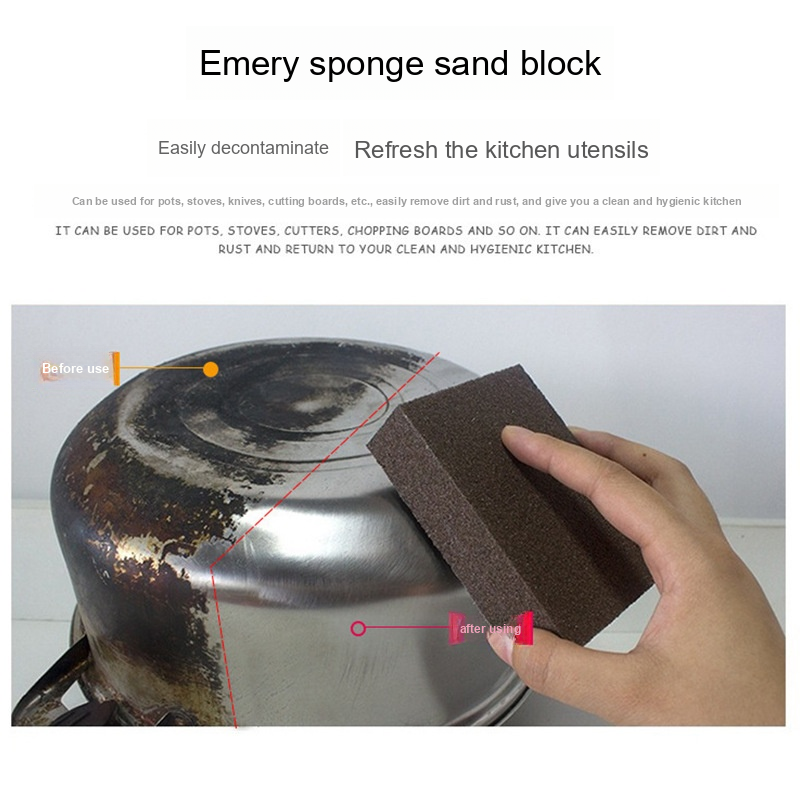 Emery sponge sand block
Easily decontaminate Refresh the kitchen utensils
Can be used for pots, stoves, knives, cutting boards, etc., easily remove dirt and rust, and give you a clean and hygienic kitchen
IT CAN BE USED FOR POTS, STOVES, CUTTERS, CHOPPING BOARDS AND SO ON. IT CAN EASILY REMOVE DIRT AND
RUST AND RETURN TO YOUR CLEAN AND HYGIENIC KITCHEN.
Before use
after using